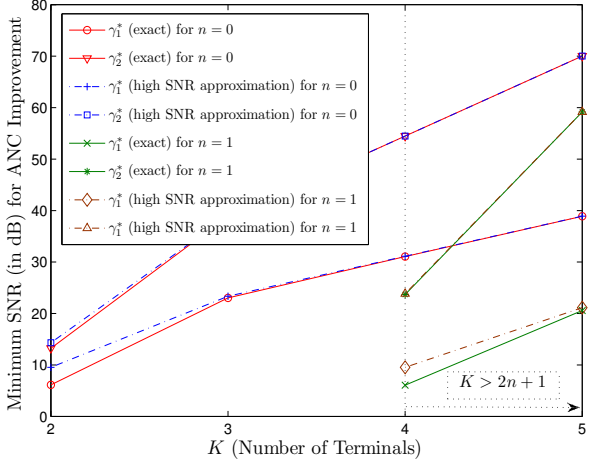 80
70
60
50
40
30
20
10
0
Minimum SNR (in dB) for ANC Improvement
γ₁* (exact) for n = 0
γ₂* (exact) for n = 0
γ₁* (high SNR approximation) for n = 0
γ₂* (high SNR approximation) for n = 0
γ₁* (exact) for n = 1
γ₂* (exact) for n = 1
γ₁* (high SNR approximation) for n = 1
γ₁* (high SNR approximation) for n = 1
K > 2n + 1
2 3 4 5
K (Number of Terminals)